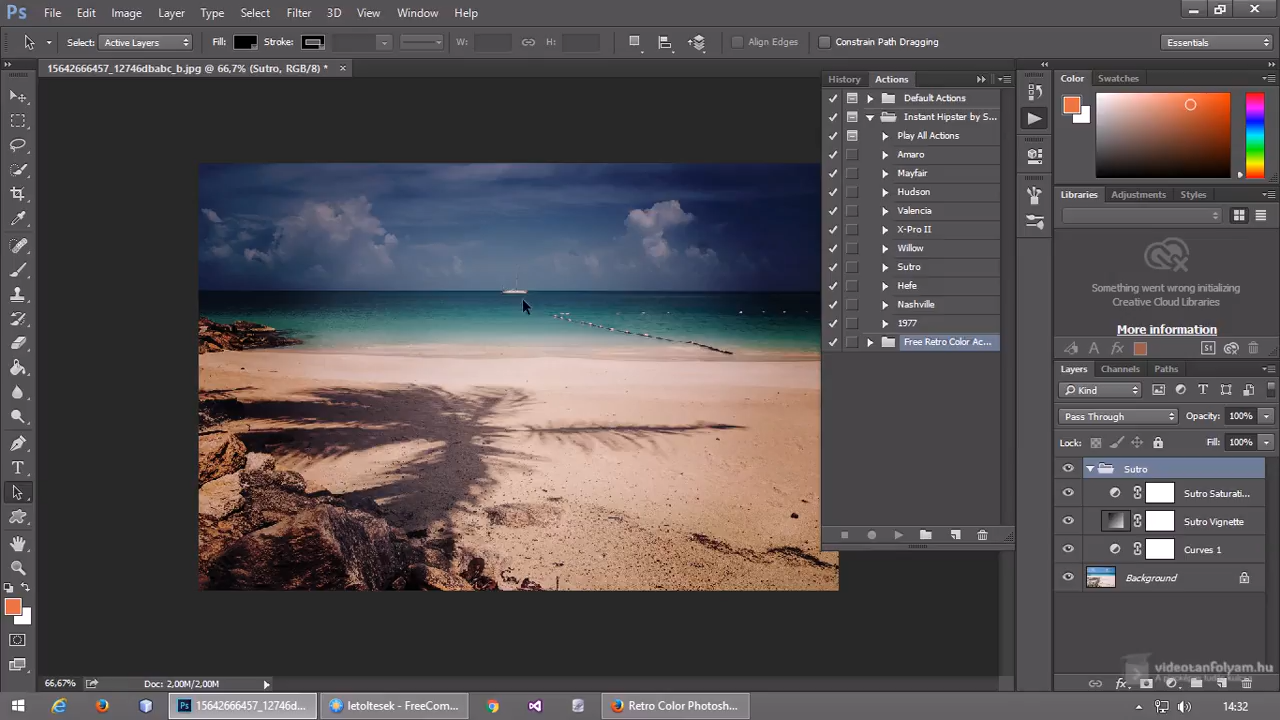 Ps File Edit Image Layer Type Select Filter 3D View Window Help
Select: Active Layers Fill: Stroke: W: H: Align Edges Constrain Path Dragging Essentials
15642666457_12746dbabc_b.jpg @ 66,7% (Sutro, RGB/8) * ×
History Actions
Default Actions
Instant Hipster by S...
Play All Actions
Amaro
Mayfair
Hudson
Valencia
X-Pro II
Willow
Sutro
Hefe
Nashville
1977
Free Retro Color Ac...
Color Swatches
Libraries Adjustments Styles
Something went wrong initializing
Creative Cloud Libraries
More information
Layers Channels Paths
Kind
Pass Through Opacity: 100%
Lock: Fill: 100%
Sutro
Sutro Saturati...
Sutro Vignette
Curves 1
Background
videotanfolyam.hu
66,67% Doc: 2,00M/2,00M
15642666457_12746d... letoltesek - FreeCom... Retro Color Photosh... 14:32